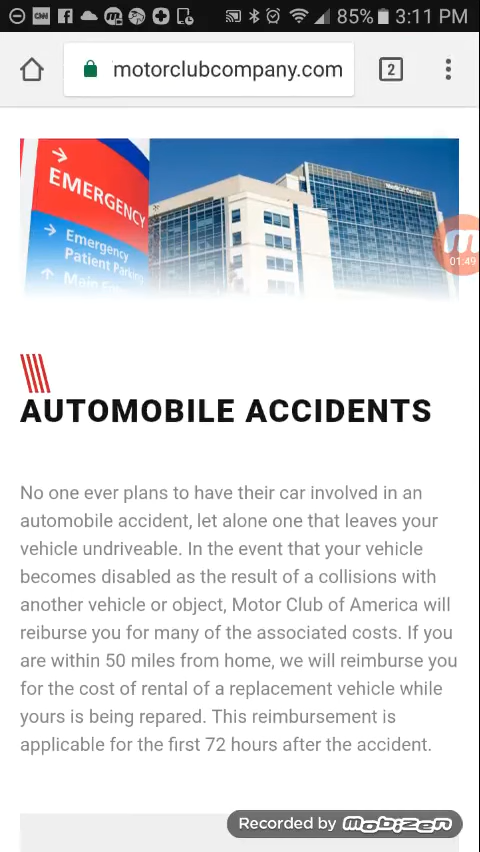 CNN
85% 3:11 PM
motorclubcompany.com
2
EMERGENCY
Emergency
Patient Parking
Medical Center
01:49
AUTOMOBILE ACCIDENTS
No one ever plans to have their car involved in an
automobile accident, let alone one that leaves your
vehicle undriveable. In the event that your vehicle
becomes disabled as the result of a collisions with
another vehicle or object, Motor Club of America will
reiburse you for many of the associated costs. If you
are within 50 miles from home, we will reimburse you
for the cost of rental of a replacement vehicle while
yours is being repared. This reimbursement is
applicable for the first 72 hours after the accident.
Recorded by Mobizen